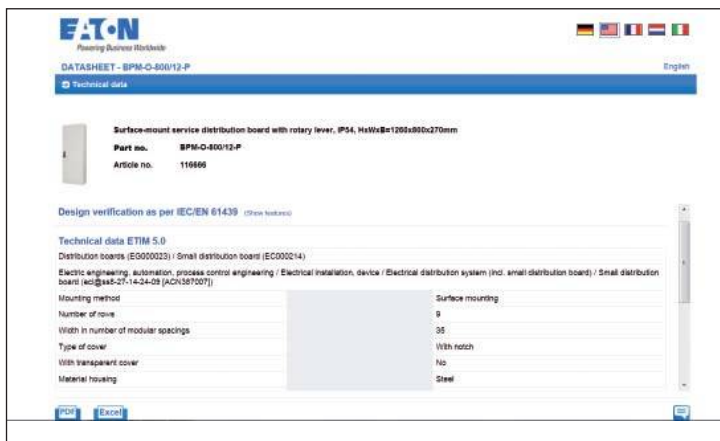 EATON
Powering Business Worldwide
DATASHEET - BPM-O-800/12-P
English
Technical data
Surface-mount service distribution board with rotary lever, IP54, HxWxB=1260x800x270mm
Part no. BPM-O-800/12-P
Article no. 116666
Design verification as per IEC/EN 61439 (Show features)
Technical data ETIM 5.0
Distribution boards (EG000023) / Small distribution board (EC000214)
Electric engineering, automation, process control engineering / Electrical installation, device / Electrical distribution system (incl. small distribution board) / Small distribution
board (ecl@ss8-27-14-24-09 [ACN387007])
Mounting method Surface mounting
Number of rows 9
Width in number of modular spacings 35
Type of cover With notch
With transparent cover No
Material housing Steel
PDF Excel